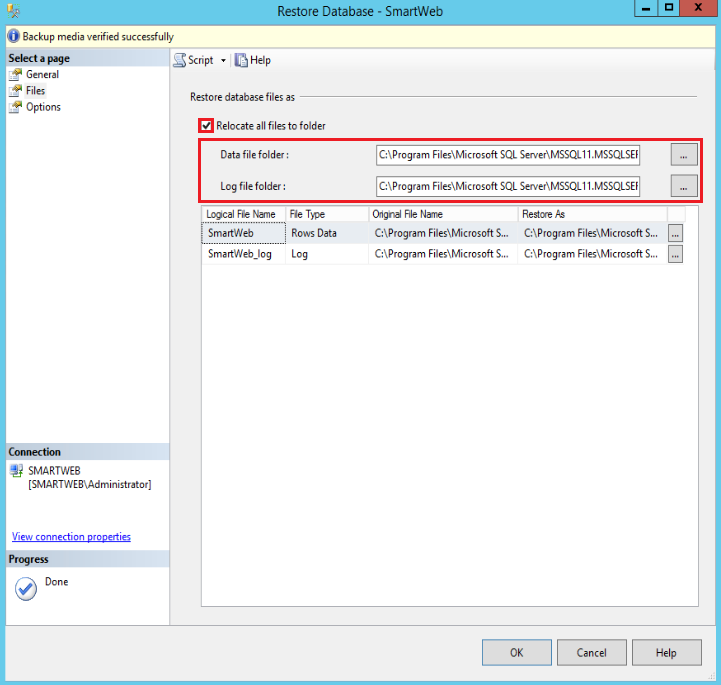 Restore Database - SmartWeb
Backup media verified successfully
Select a page
General
Files
Options
Script Help
Restore database files as
Relocate all files to folder
Data file folder : C:\Program Files\Microsoft SQL Server\MSSQL11.MSSQLSER ...
Log file folder : C:\Program Files\Microsoft SQL Server\MSSQL11.MSSQLSER ...
Logical File Name File Type Original File Name Restore As
SmartWeb Rows Data C:\Program Files\Microsoft S... C:\Program Files\Microsoft S... ...
SmartWeb_log Log C:\Program Files\Microsoft S... C:\Program Files\Microsoft S... ...
Connection
SMARTWEB
[SMARTWEB\Administrator]
View connection properties
Progress
Done
OK Cancel Help